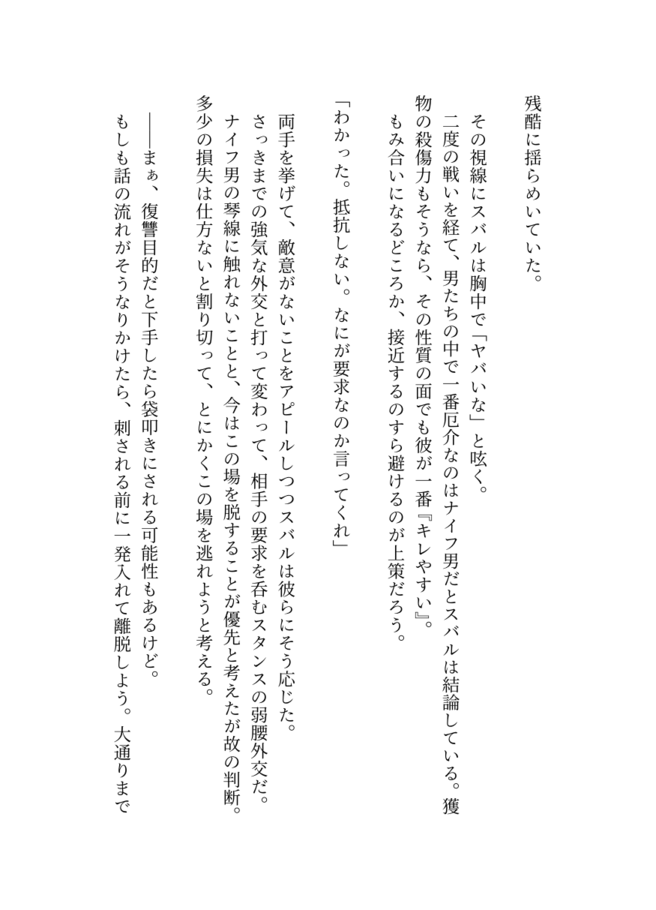 残酷に揺らめいていた。
その視線にスバルは胸中で「ヤバいな」と呟く。
二度の戦いを経て、男たちの中で一番厄介なのはナイフ男だとスバルは結論している。獲
物の殺傷力もそうなら、その性質の面でも彼が一番『キレやすい』。
もみ合いになるどころか、接近するのすら避けるのが上策だろう。
「わかった。抵抗しない。なにが要求なのか言ってくれ」
両手を挙げて、敵意がないことをアピールしつつスバルは彼らにそう応じた。
さっきまでの強気な外交と打って変わって、相手の要求を呑むスタンスの弱腰外交だ。
ナイフ男の琴線に触れないことと、今はこの場を脱することが優先と考えたが故の判断。
多少の損失は仕方ないと割り切って、とにかくこの場を逃れようと考える。
――まぁ、復讐目的だと下手したら袋叩きにされる可能性もあるけど。
もしも話の流れがそうなりかけたら、刺される前に一発入れて離脱しよう。大通りまで